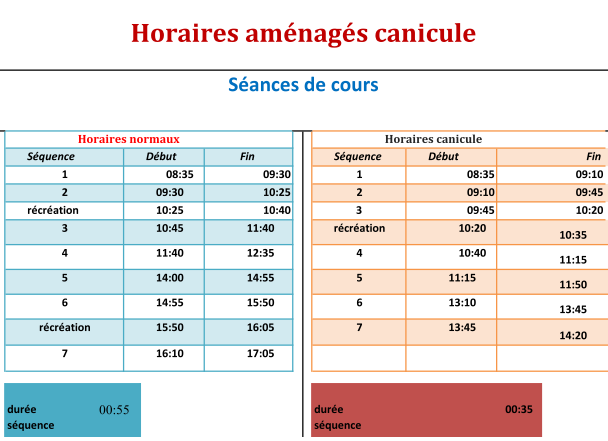 Horaires aménagés canicule
Séances de cours
Horaires normaux
Séquence Début Fin
1 08:35 09:30
2 09:30 10:25
récréation 10:25 10:40
3 10:45 11:40
4 11:40 12:35
5 14:00 14:55
6 14:55 15:50
récréation 15:50 16:05
7 16:10 17:05
durée 00:55
séquence
Horaires canicule
Séquence Début Fin
1 08:35 09:10
2 09:10 09:45
3 09:45 10:20
récréation 10:20 10:35
4 10:40 11:15
5 11:15 11:50
6 13:10 13:45
7 13:45 14:20
durée 00:35
séquence